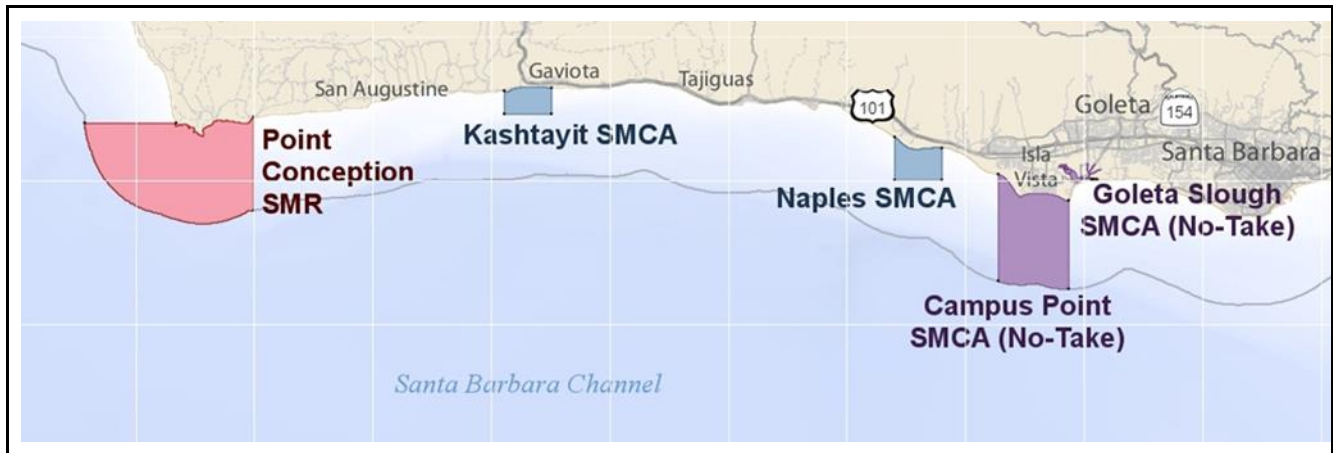 San Augustine
Gaviota
Tajiguas
101
Goleta
154
Isla
Vista
Santa Barbara
Point
Conception
SMR
Kashtayit SMCA
Naples SMCA
Goleta Slough
SMCA (No-Take)
Campus Point
SMCA (No-Take)
Santa Barbara Channel